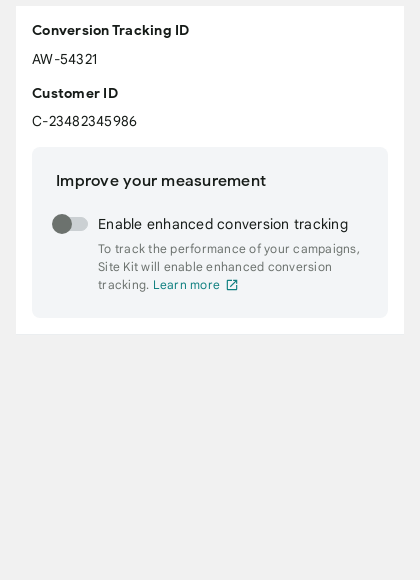 Conversion Tracking ID
AW-54321
Customer ID
C-23482345986
Improve your measurement
Enable enhanced conversion tracking
To track the performance of your campaigns,
Site Kit will enable enhanced conversion
tracking. Learn more